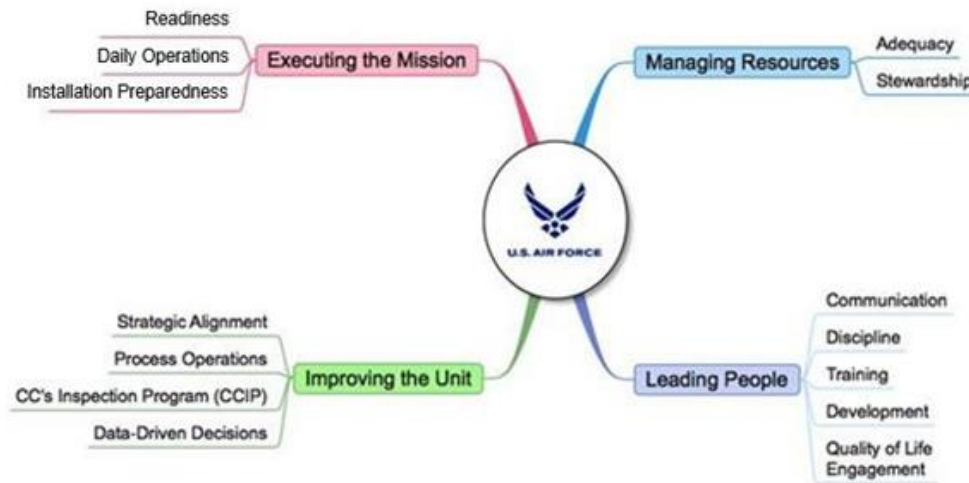 Readiness
Daily Operations
Installation Preparedness
Executing the Mission
Managing Resources
Adequacy
Stewardship
U.S. AIR FORCE
Strategic Alignment
Process Operations
CC's Inspection Program (CCIP)
Data-Driven Decisions
Improving the Unit
Leading People
Communication
Discipline
Training
Development
Quality of Life
Engagement